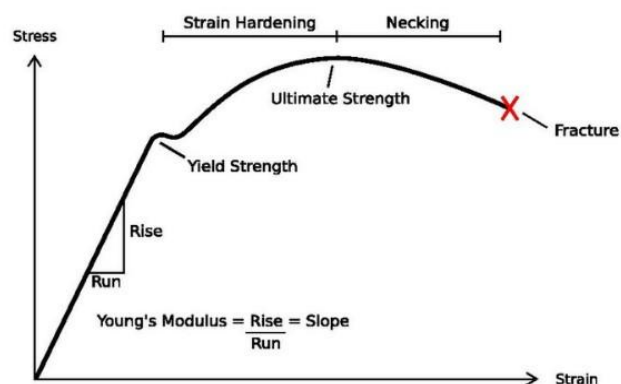 Strain Hardening
Necking
Stress
Ultimate Strength
Fracture
Yield Strength
Rise
Run
Young's Modulus = Rise = Slope
Run
Strain